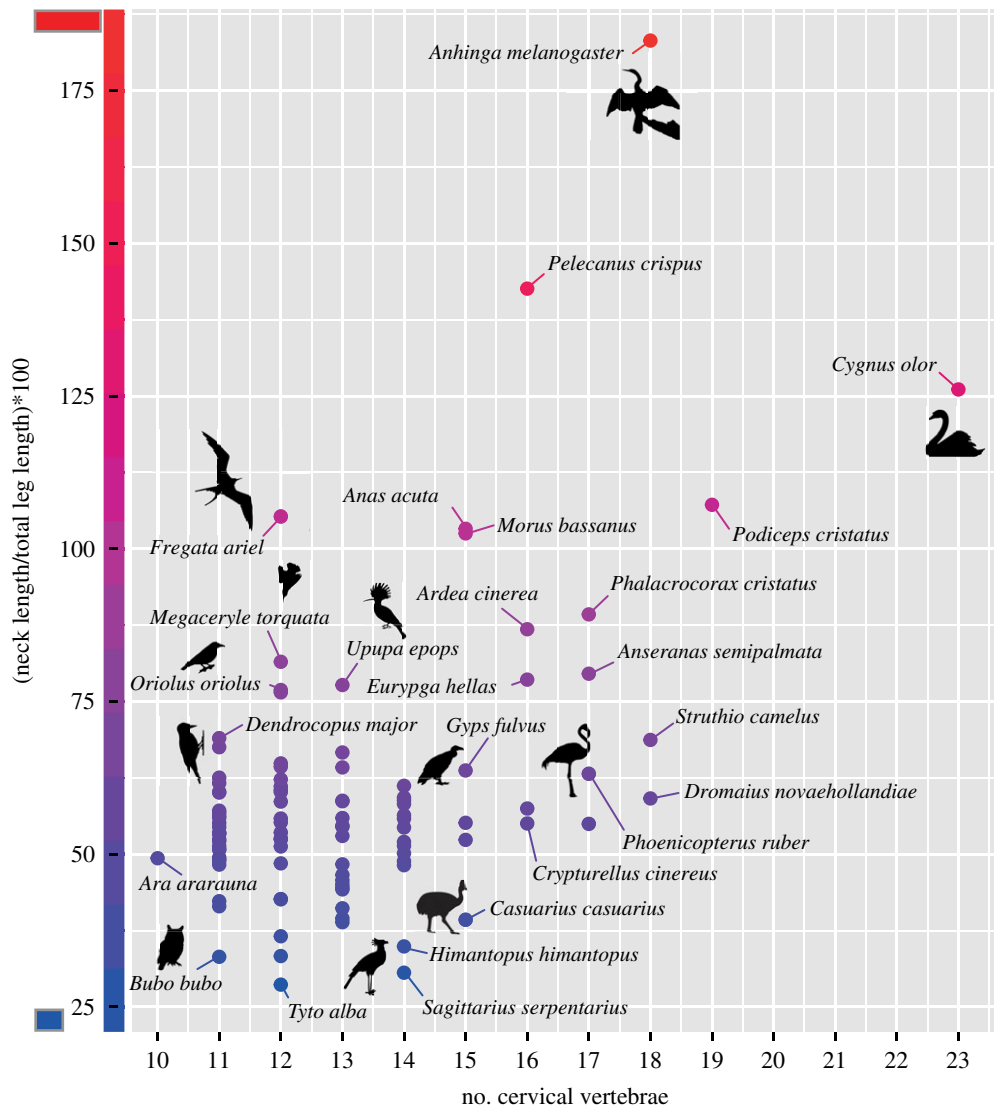 Anhinga melanogaster
175
150
Pelecanus crispus
(neck length/total leg length)*100
Cygnus olor
125
Anas acuta
Morus bassanus
Podiceps cristatus
Fregata ariel
100
Phalacrocorax cristatus
Ardea cinerea
Megaceryle torquata
Upupa epops
Anseranas semipalmata
Oriolus oriolus
Eurypga hellas
75
Dendrocopus major
Gyps fulvus
Struthio camelus
Dromaius novaehollandiae
Phoenicopterus ruber
50
Crypturellus cinereus
Ara ararauna
Casuarius casuarius
Himantopus himantopus
Bubo bubo
Tyto alba
Sagittarius serpentarius
25
10 11 12 13 14 15 16 17 18 19 20 21 22 23
no. cervical vertebrae